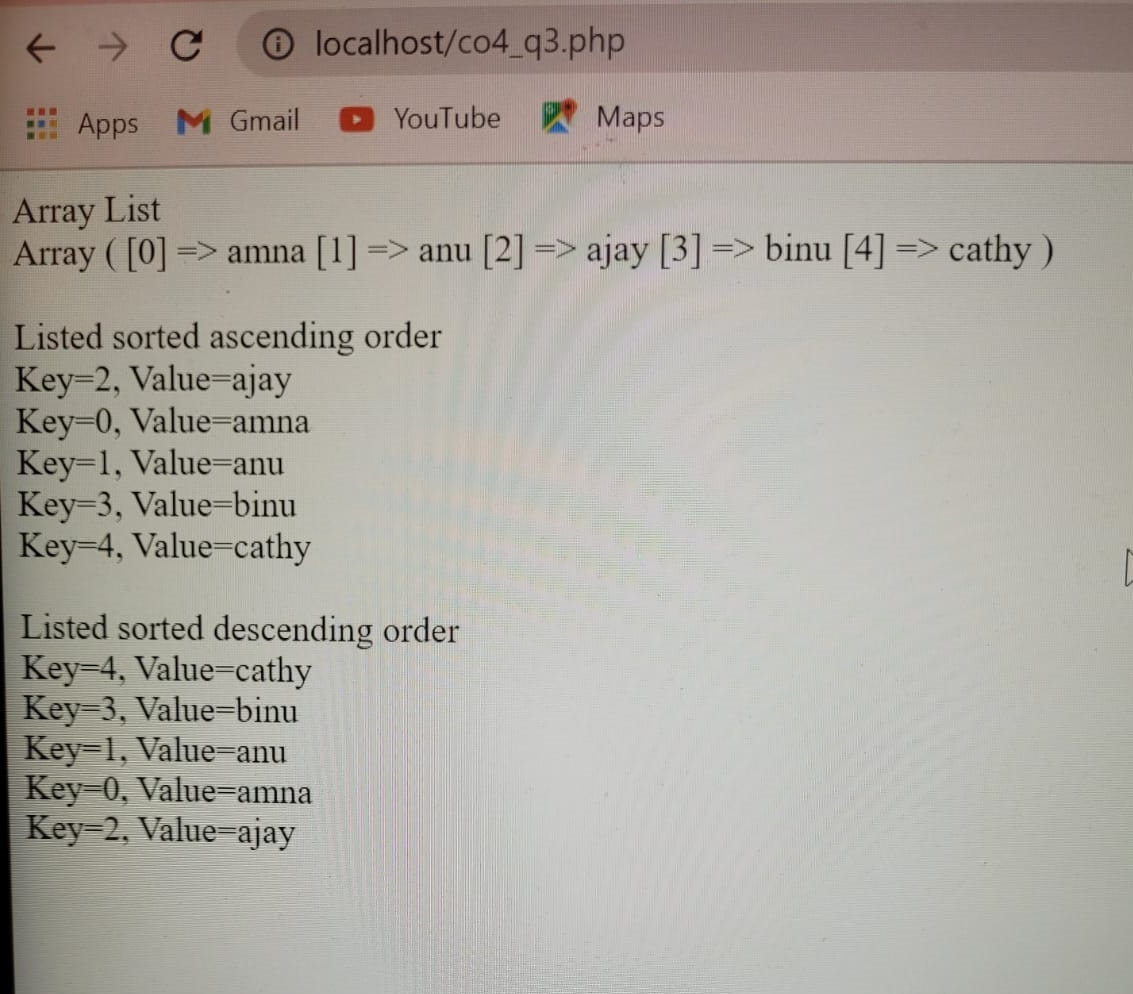 localhost/co4_q3.php
Apps Gmail YouTube Maps
Array List
Array ( [0] => amna [1] => anu [2] => ajay [3] => binu [4] => cathy )
Listed sorted ascending order
Key=2, Value=ajay
Key=0, Value=amna
Key=1, Value=anu
Key=3, Value=binu
Key=4, Value=cathy
Listed sorted descending order
Key=4, Value=cathy
Key=3, Value=binu
Key=1, Value=anu
Key=0, Value=amna
Key=2, Value=ajay